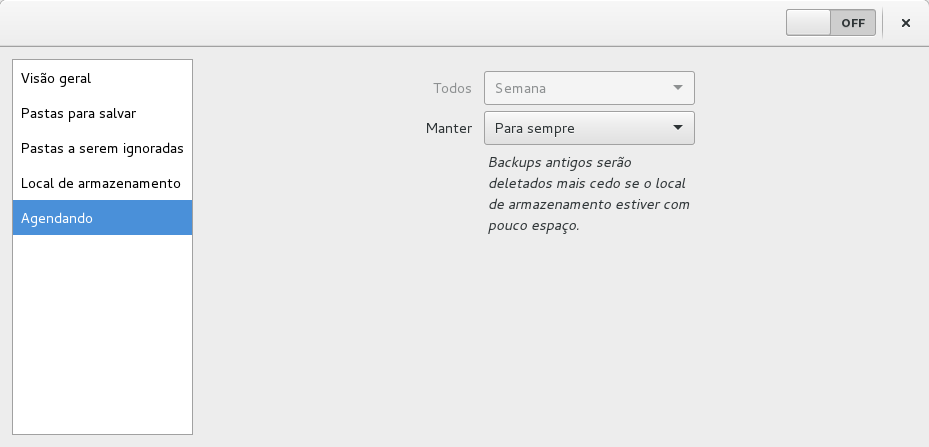 OFF
Visão geral
Pastas para salvar
Pastas a serem ignoradas
Local de armazenamento
Agendando
Todos Semana
Manter Para sempre
Backups antigos serão
deletados mais cedo se o local
de armazenamento estiver com
pouco espaço.